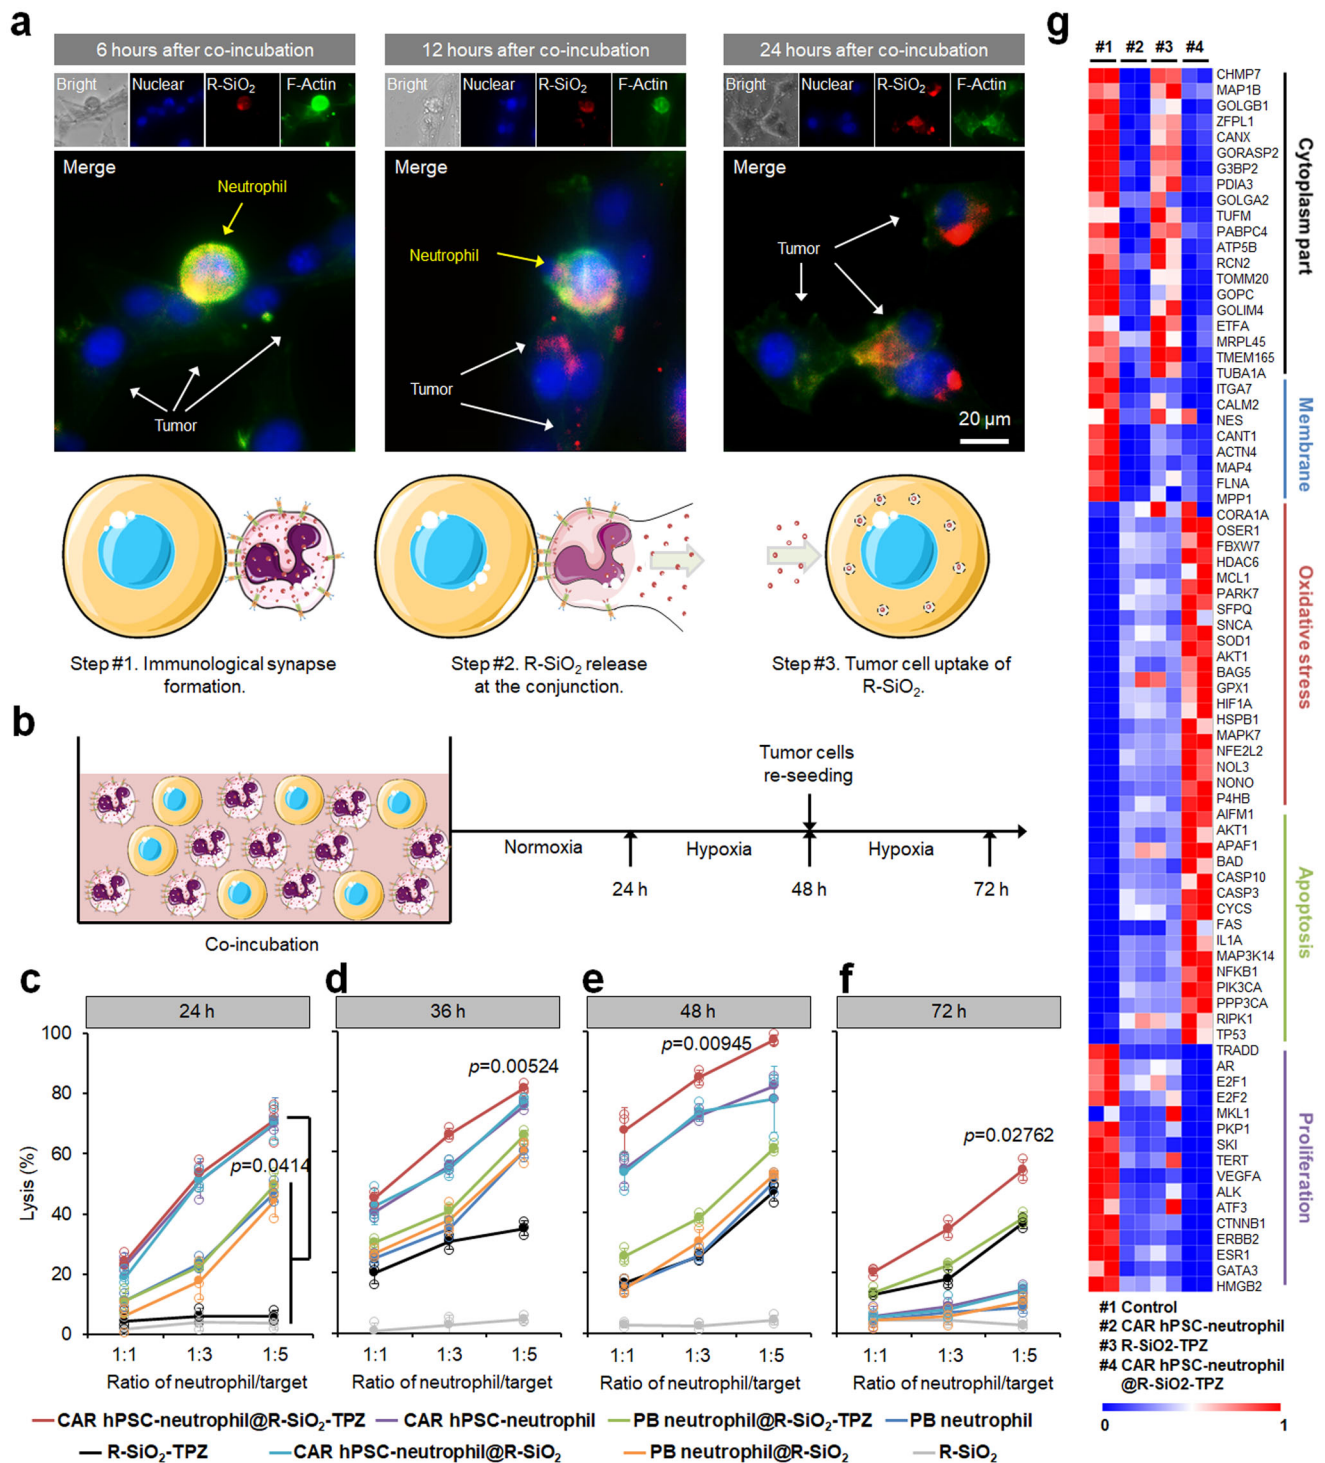 a
6 hours after co-incubation
12 hours after co-incubation
24 hours after co-incubation
Bright
Nuclear
R-SiO2
F-Actin
Bright
Nuclear
R-SiO2
F-Actin
Bright
Nuclear
R-SiO2
F-Actin
Merge
Neutrophil
Tumor
Merge
Neutrophil
Tumor
Merge
Tumor
20 µm
Step #1. Immunological synapse
formation.
Step #2. R-SiO2 release
at the conjunction.
Step #3. Tumor cell uptake of
R-SiO2.
b
Co-incubation
Normoxia
24 h
Hypoxia
Tumor cells
re-seeding
48 h
Hypoxia
72 h
c
24 h
d
36 h
e
48 h
f
72 h
Lysis (%)
100
80
60
40
20
0
p=0.0414
p=0.00524
p=0.00945
p=0.02762
1:1 1:3 1:5
Ratio of neutrophil/target
1:1 1:3 1:5
Ratio of neutrophil/target
1:1 1:3 1:5
Ratio of neutrophil/target
1:1 1:3 1:5
Ratio of neutrophil/target
CAR hPSC-neutrophil@R-SiO2-TPZ
CAR hPSC-neutrophil
PB neutrophil@R-SiO2-TPZ
PB neutrophil
R-SiO2-TPZ
CAR hPSC-neutrophil@R-SiO2
PB neutrophil@R-SiO2
R-SiO2
g
#1 #2 #3 #4
CHMP7
MAP1B
GOLGB1
ZFPL1
CANX
GORASP2
G3BP2
PDIA3
GOLGA2
TUFM
PABPC4
ATP5B
RCN2
TOMM20
GOPC
GOLIM4
ETFA
MRPL45
TMEM165
TUBA1A
ITGA7
CALM2
NES
CANT1
ACTN4
MAP4
FLNA
MPP1
CORA1A
OSER1
FBXW7
HDAC6
MCL1
PARK7
SFPQ
SNCA
SOD1
AKT1
BAG5
GPX1
HIF1A
HSPB1
MAPK7
NFE2L2
NOL3
NONO
P4HB
AIFM1
AKT1
APAF1
BAD
CASP10
CASP3
CYCS
FAS
IL1A
MAP3K14
NFKB1
PIK3CA
PPP3CA
RIPK1
TP53
TRADD
AR
E2F1
E2F2
MKL1
PKP1
SKI
TERT
VEGFA
ALK
ATF3
CTNNB1
ERBB2
ESR1
GATA3
HMGB2
Cytoplasm part
Membrane
Oxidative stress
Apoptosis
Proliferation
#1 Control
#2 CAR hPSC-neutrophil
#3 R-SiO2-TPZ
#4 CAR hPSC-neutrophil
@R-SiO2-TPZ
0 1